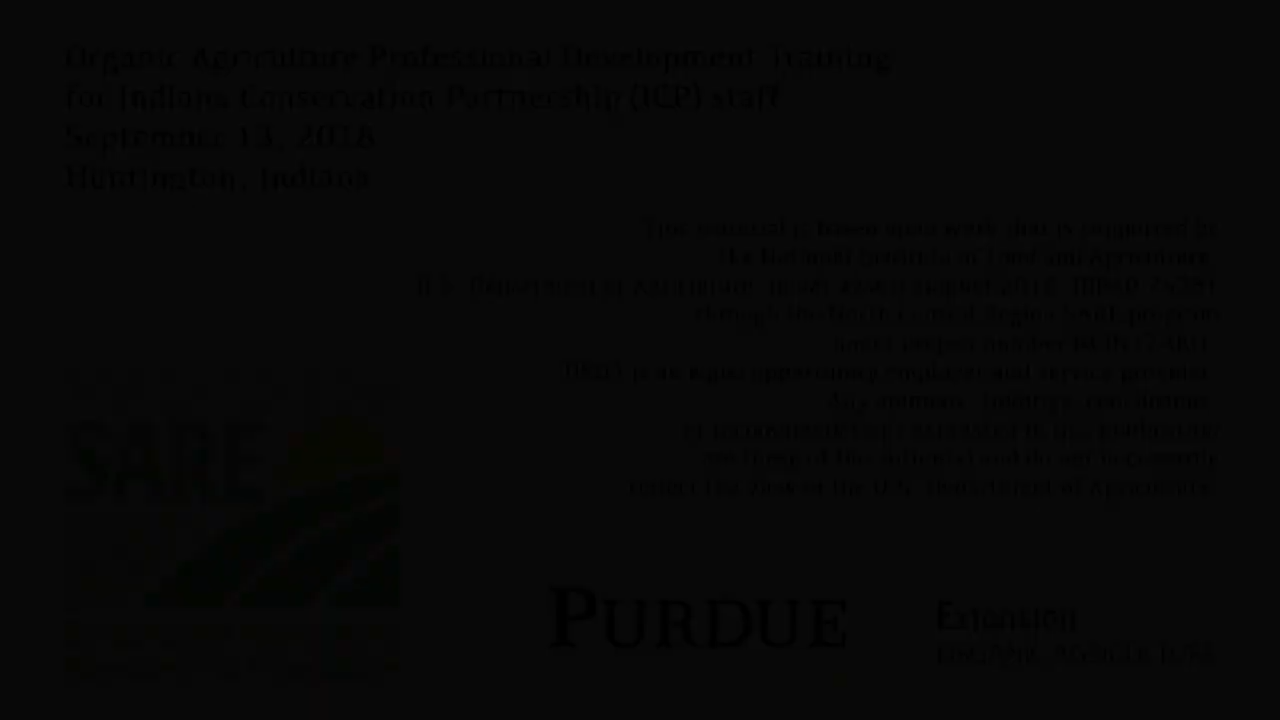 Organic Agriculture Professional Development Training
for Indiana Conservation Partnership (ICP) staff
September 13, 2018
Huntington, Indiana
This material is based upon work that is supported by
the National Institute of Food and Agriculture,
U.S. Department of Agriculture, under award number
through the North Central Region SARE program
under project number
USDA is an equal opportunity employer and service provider.
Any opinions, findings, conclusions,
or recommendations expressed in this publication
are those of the author(s) and do not necessarily
reflect the view of the U.S. Department of Agriculture.
SARE
PURDUE
Extension